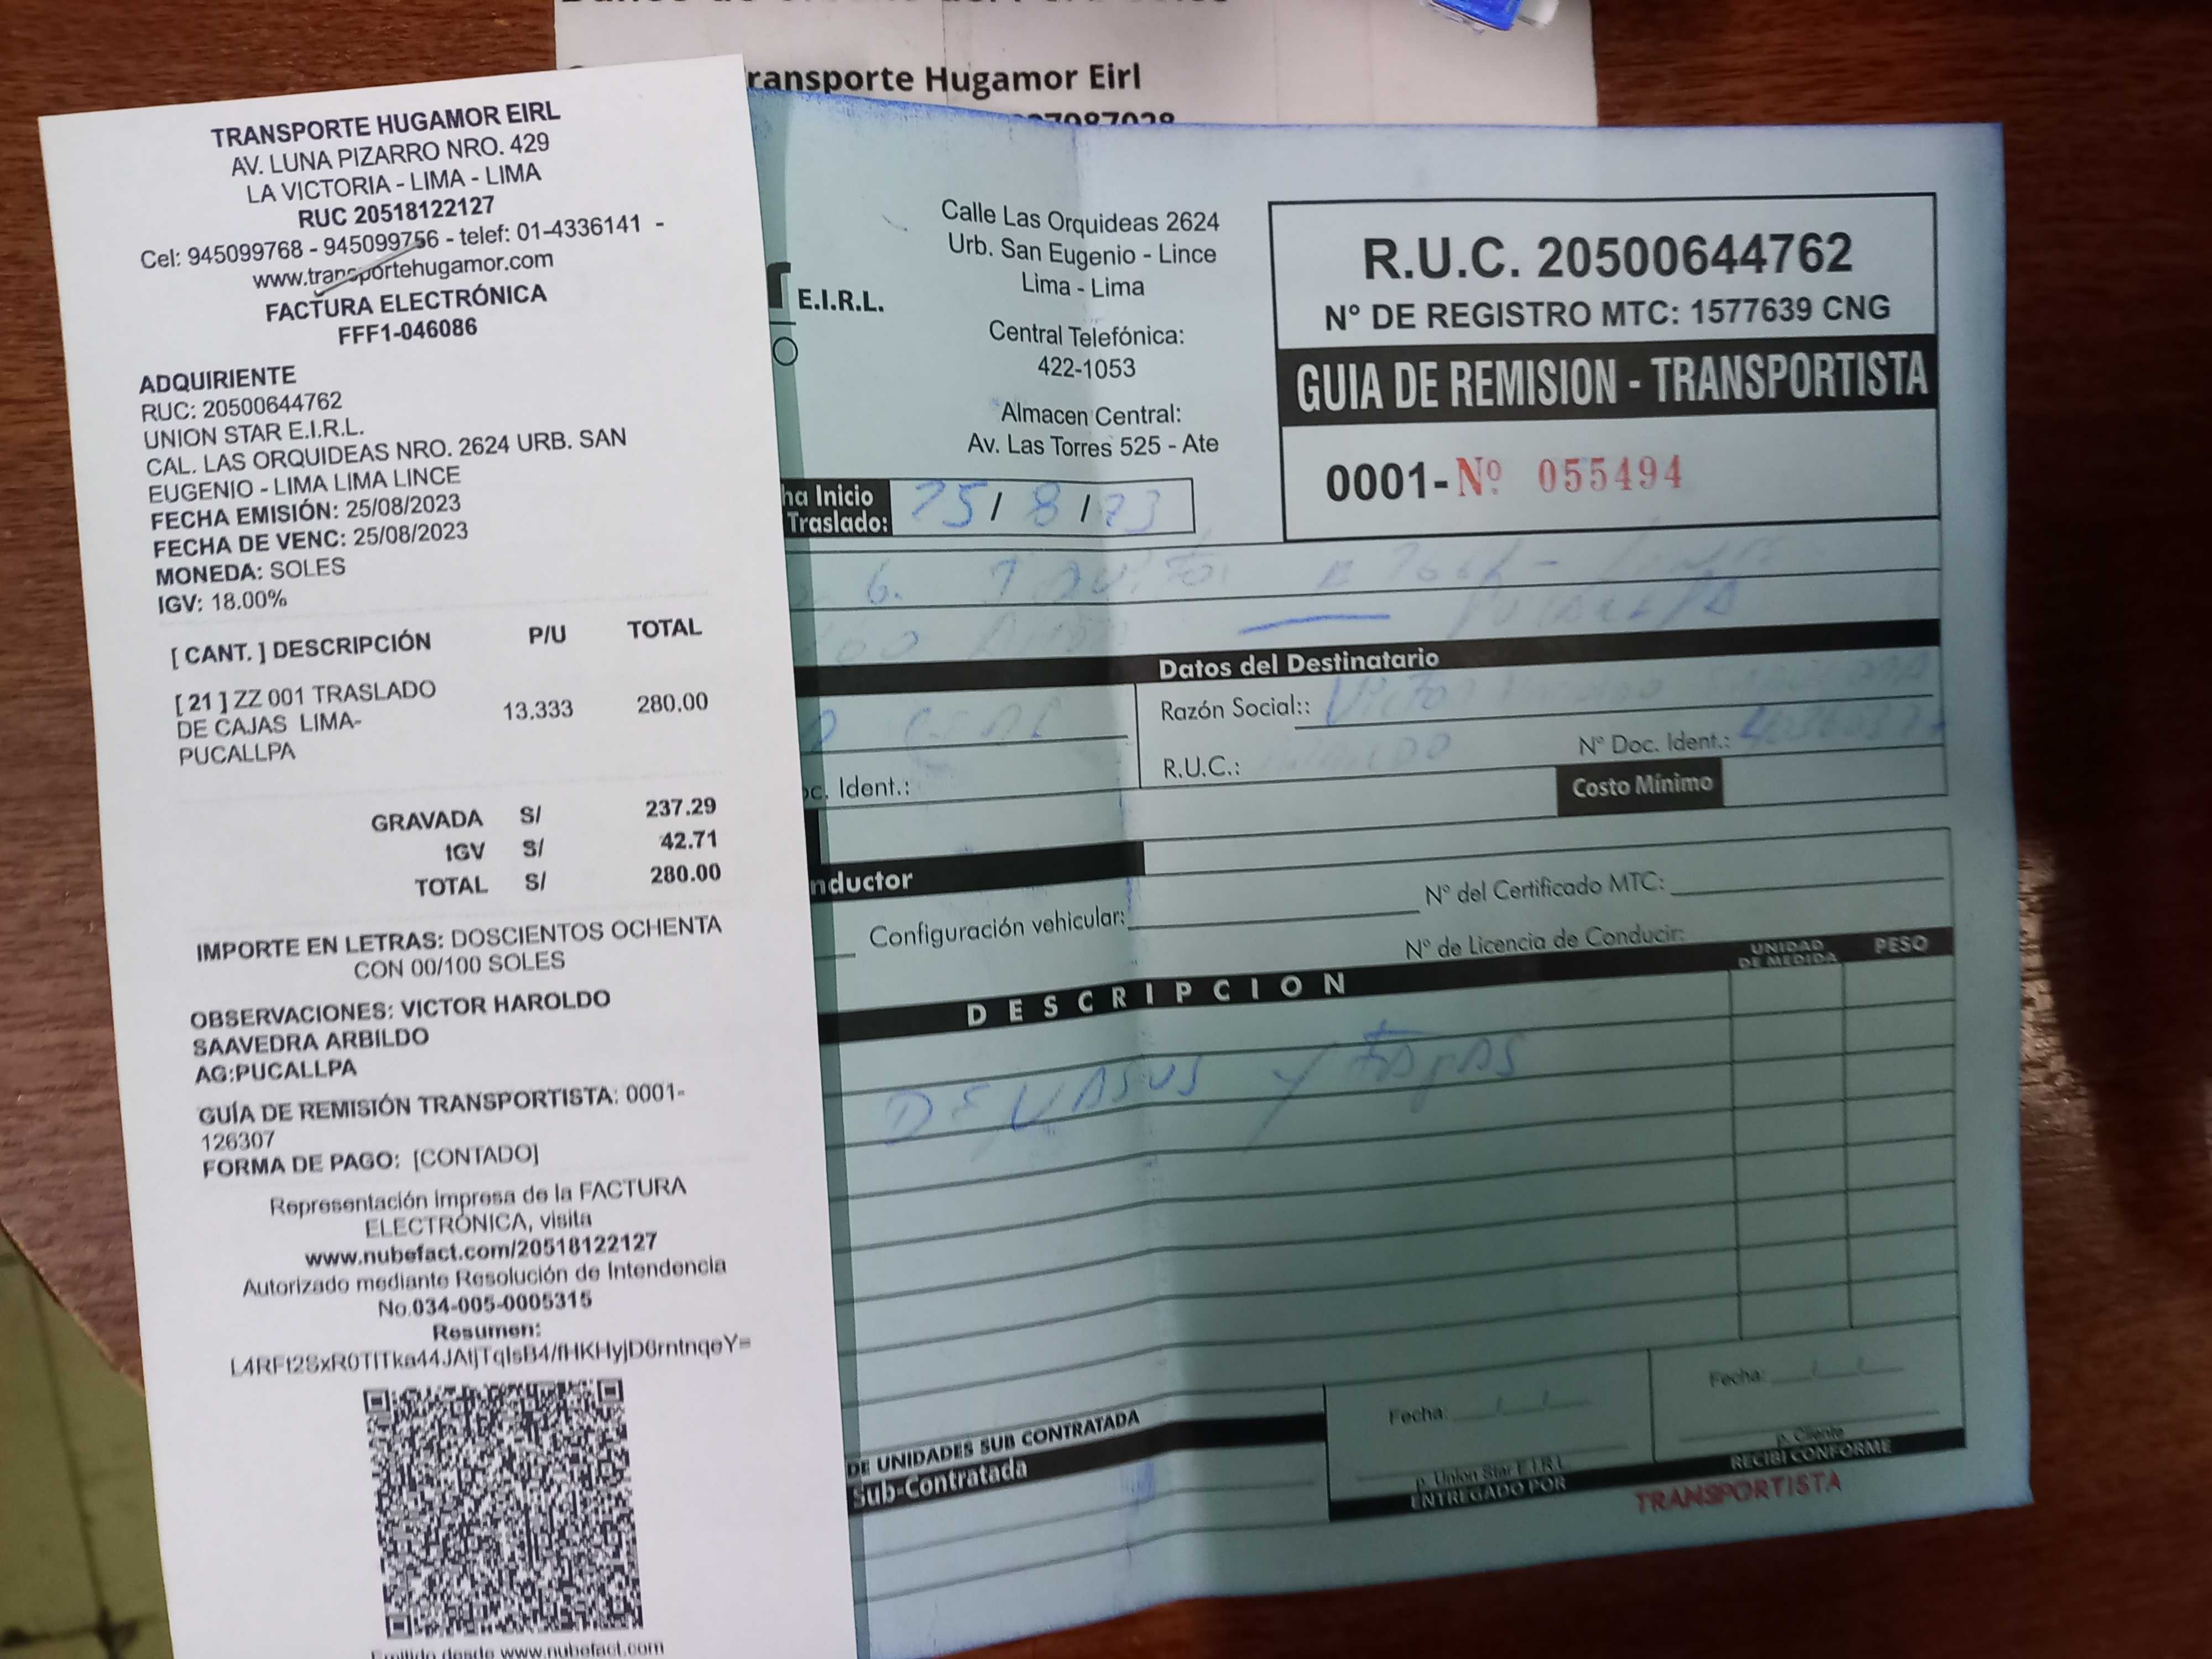 ransporte Hugamor Eirl
TRANSPORTE HUGAMOR EIRL
AV. LUNA PIZARRO NRO. 429
LA VICTORIA - LIMA - LIMA
RUC 20518122127
Cel: 945099768 - 945099756 - telef: 01-4336141 -
www.transportehugamor.com
FACTURA ELECTRÓNICA
FFF1-046086
ADQUIRIENTE
RUC: 20500644762
UNION STAR E.I.R.L.
CAL. LAS ORQUIDEAS NRO. 2624 URB. SAN
EUGENIO - LIMA LIMA LINCE
FECHA EMISIÓN: 25/08/2023
FECHA DE VENC: 25/08/2023
MONEDA: SOLES
IGV: 18.00%
[ CANT. ] DESCRIPCIÓN P/U TOTAL
[ 21 ] ZZ 001 TRASLADO
DE CAJAS LIMA-
PUCALLPA 13.333 280.00
GRAVADA S/ 237.29
IGV S/ 42.71
TOTAL S/ 280.00
IMPORTE EN LETRAS: DOSCIENTOS OCHENTA
CON 00/100 SOLES
OBSERVACIONES: VICTOR HAROLDO
SAAVEDRA ARBILDO
AG:PUCALLPA
GUÍA DE REMISIÓN TRANSPORTISTA: 0001-
126307
FORMA DE PAGO: [CONTADO]
Representación impresa de la FACTURA
ELECTRÓNICA, visita
www.nubefact.com/20518122127
Autorizado mediante Resolución de Intendencia
No.034-005-0005315
Resumen:
Emitido desde www.nubefact.com
E.I.R.L.
Calle Las Orquideas 2624
Urb. San Eugenio - Lince
Lima - Lima
Central Telefónica:
422-1053
Almacen Central:
Av. Las Torres 525 - Ate
R.U.C. 20500644762
N° DE REGISTRO MTC: 1577639 CNG
GUIA DE REMISION - TRANSPORTISTA
0001- Nº 055494
ha Inicio
Traslado: 25/ 8 /23
Datos del Destinatario
Razón Social:: Victor
R.U.C.: N° Doc. Ident.:
oc. Ident.:
Costo Mínimo
nductor
Configuración vehicular: N° del Certificado MTC:
N° de Licencia de Conducir:
DESCRIPCION UNIDAD DE MEDIDA PESO
DE VASOS Y TAPAS
DE UNIDADES SUB CONTRATADA
Sub-Contratada
Fecha: / /
p. Union Star E.I.R.L.
ENTREGADO POR
Fecha: / /
p. Cliente
RECIBI CONFORME
TRANSPORTISTA